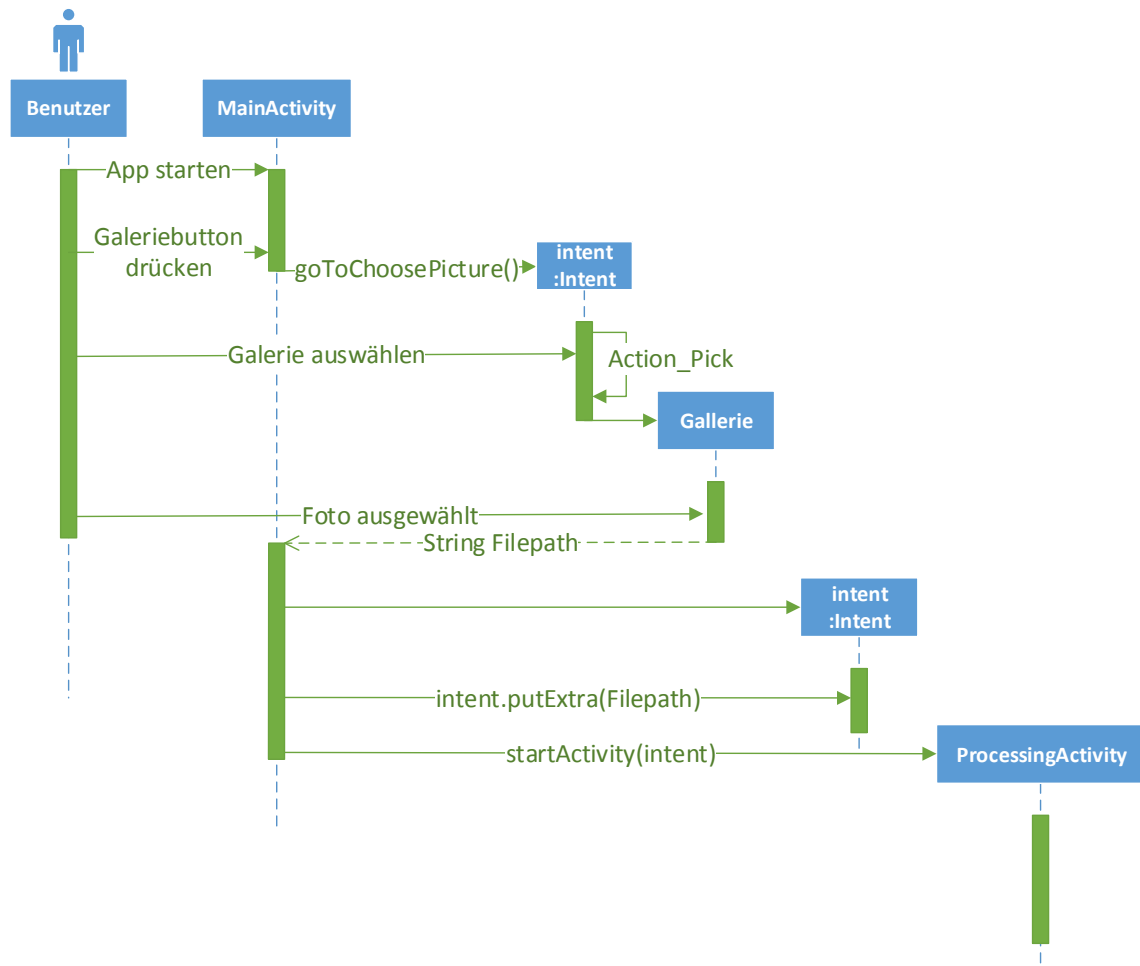 Benutzer
MainActivity
App starten
Galeriebutton
drücken
intent
:Intent
goToChoosePicture()
Galerie auswählen
Action_Pick
Gallerie
Foto ausgewählt
String Filepath
intent
:Intent
intent.putExtra(Filepath)
startActivity(intent)
ProcessingActivity